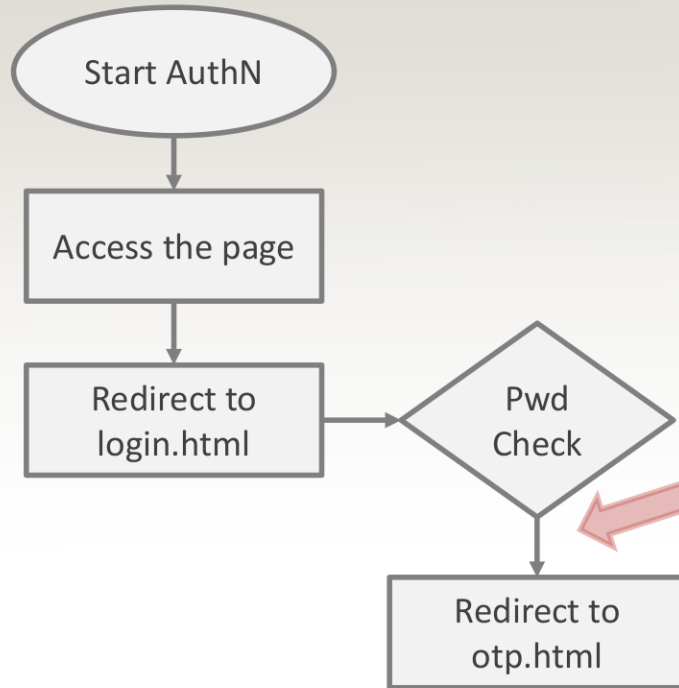 Start AuthN
Access the page
Redirect to
login.html
Pwd
Check
Redirect to
otp.html